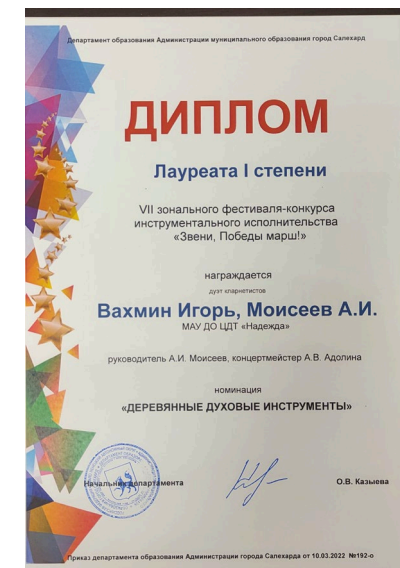 Департамент образования Администрации муниципального образования город Салехард
ДИПЛОМ
Лауреата I степени
VII зонального фестиваля-конкурса
инструментального исполнительства
«Звени, Победы марш!»
награждается
дуэт кларнетистов
Вахмин Игорь, Моисеев А.И.
МАУ ДО ЦДТ «Надежда»
руководитель А.И. Моисеев, концертмейстер А.В. Адолина
номинация
«ДЕРЕВЯННЫЕ ДУХОВЫЕ ИНСТРУМЕНТЫ»
Начальник департамента
О.В. Казыева
Приказ департамента образования Администрации города Салехарда от 10.03.2022 №192-о